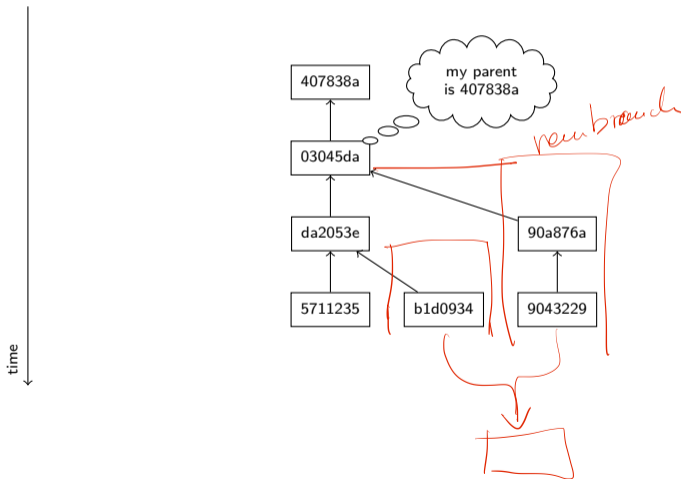 407838a
my parent
is 407838a
new branch
03045da
da2053e
90a876a
5711235
b1d0934
9043229
time